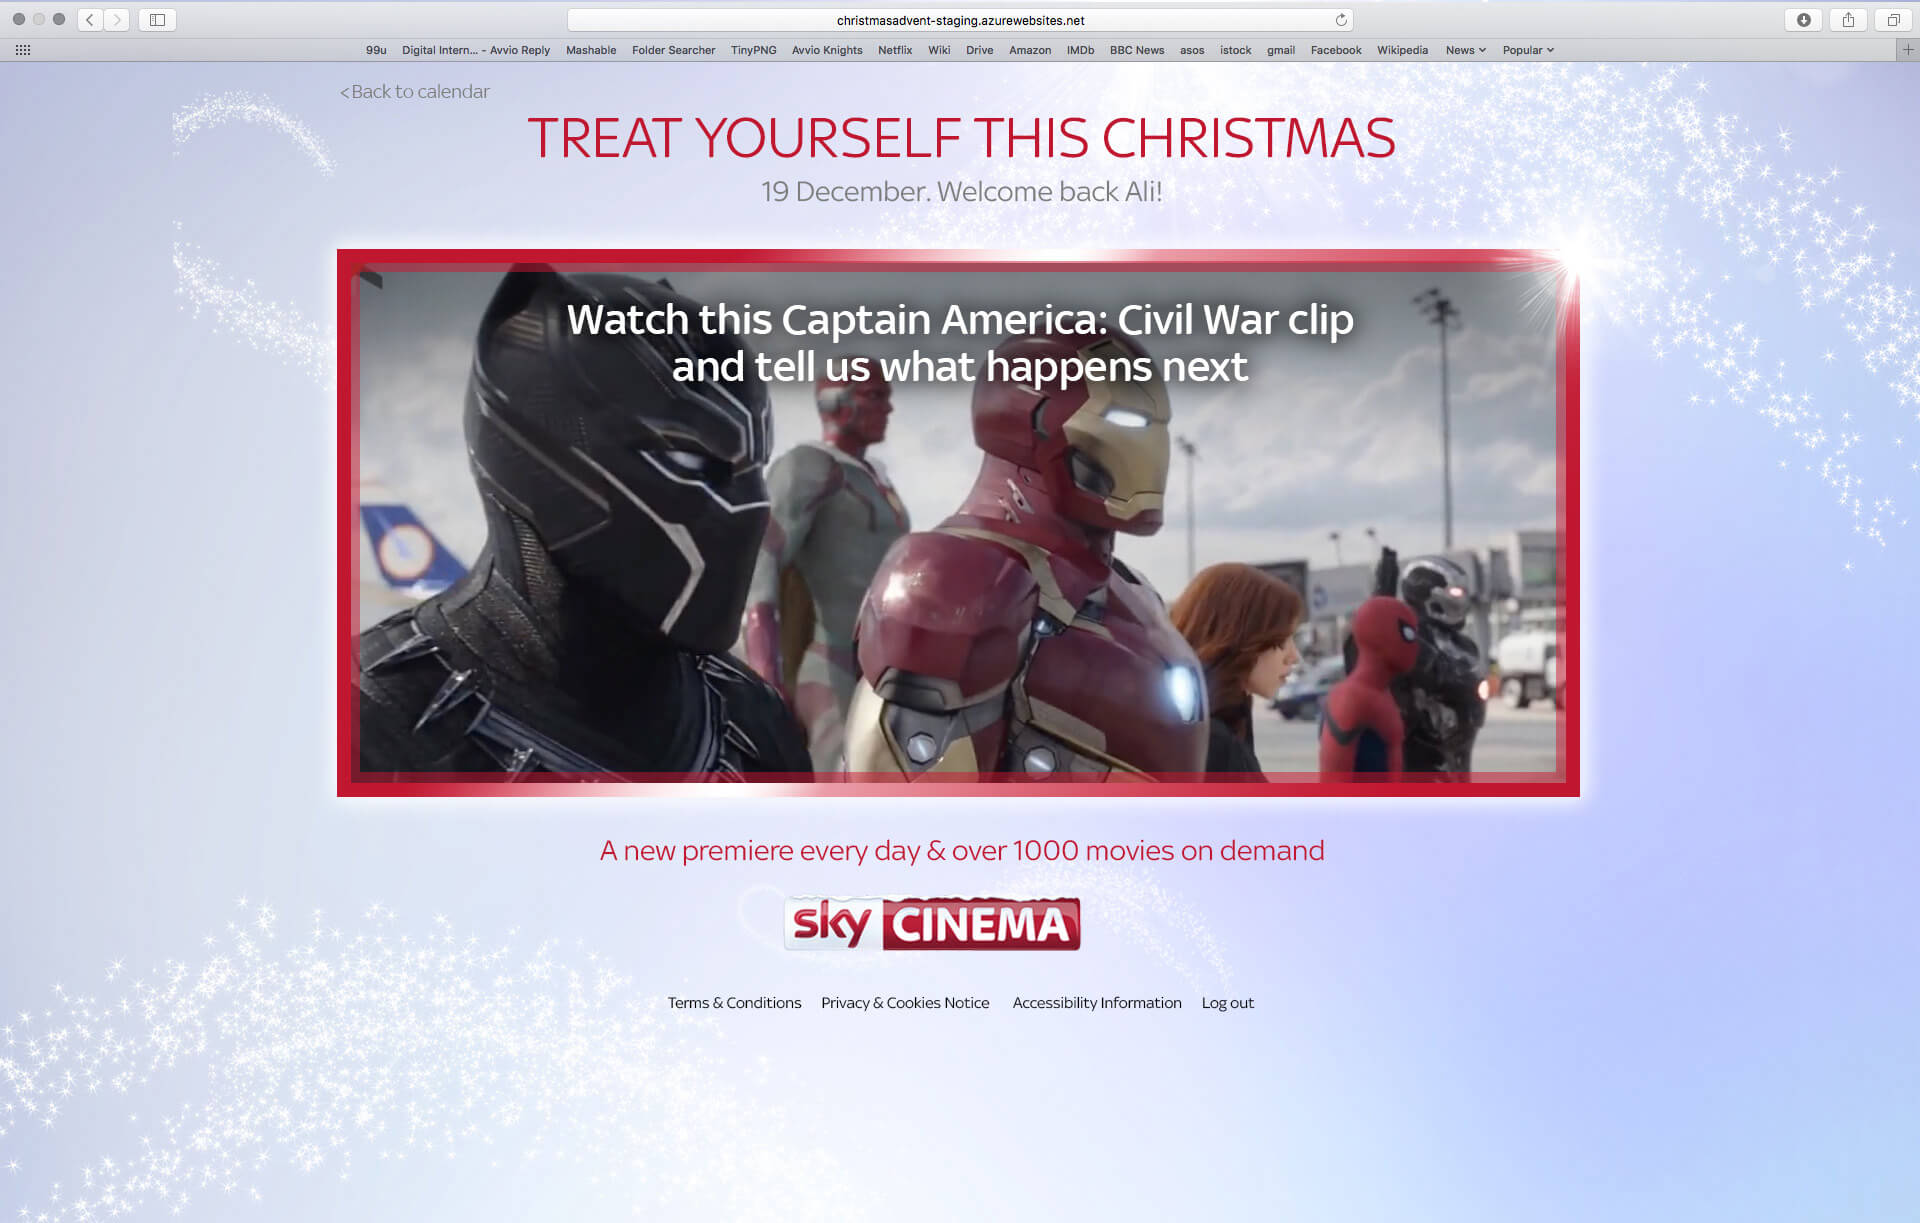 christmasadvent-staging.azurewebsites.net
99u Digital Intern... - Avvio Reply Mashable Folder Searcher TinyPNG Avvio Knights Netflix Wiki Drive Amazon IMDb BBC News asos istock gmail Facebook Wikipedia News Popular
<Back to calendar
TREAT YOURSELF THIS CHRISTMAS
19 December. Welcome back Ali!
Watch this Captain America: Civil War clip
and tell us what happens next
A new premiere every day & over 1000 movies on demand
sky CINEMA
Terms & Conditions Privacy & Cookies Notice Accessibility Information Log out